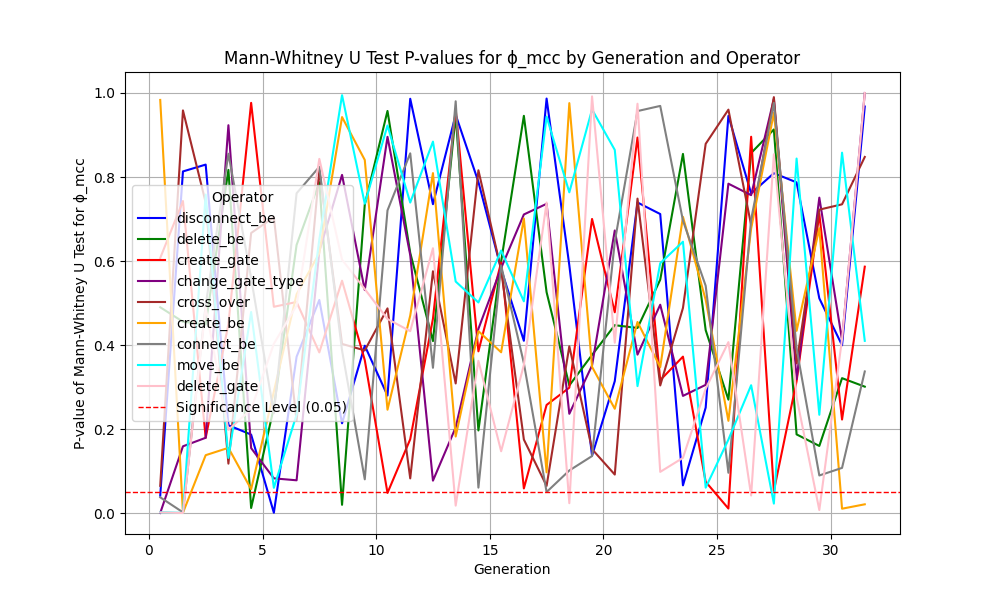 Mann-Whitney U Test P-values for ϕ_mcc by Generation and Operator
P-value of Mann-Whitney U Test for ϕ_mcc
1.0
0.8
0.6
0.4
0.2
0.0
Operator
disconnect_be
delete_be
create_gate
change_gate_type
cross_over
create_be
connect_be
move_be
delete_gate
Significance Level (0.05)
0 5 10 15 20 25 30
Generation